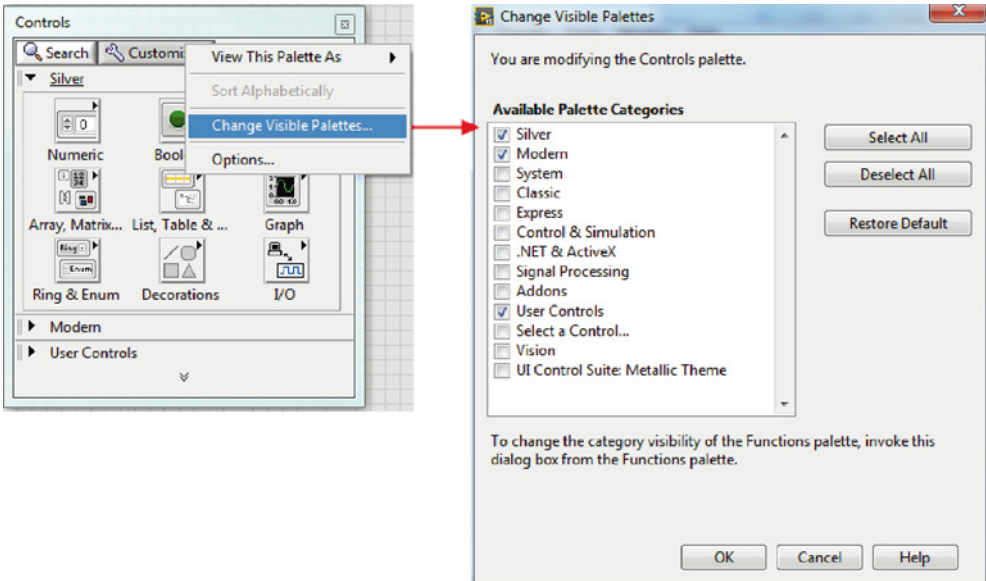 Controls
Search
Customi
View This Palette As
Sort Alphabetically
Change Visible Palettes...
Options...
Silver
0
Numeric
Bool
Array, Matrix...
List, Table & ...
Graph
Ring
Enum
Ring & Enum
Decorations
I/O
Modern
User Controls
Change Visible Palettes
You are modifying the Controls palette.
Available Palette Categories
Silver
Modern
System
Classic
Express
Control & Simulation
.NET & ActiveX
Signal Processing
Addons
User Controls
Select a Control...
Vision
UI Control Suite: Metallic Theme
Select All
Deselect All
Restore Default
To change the category visibility of the Functions palette, invoke this
dialog box from the Functions palette.
OK
Cancel
Help